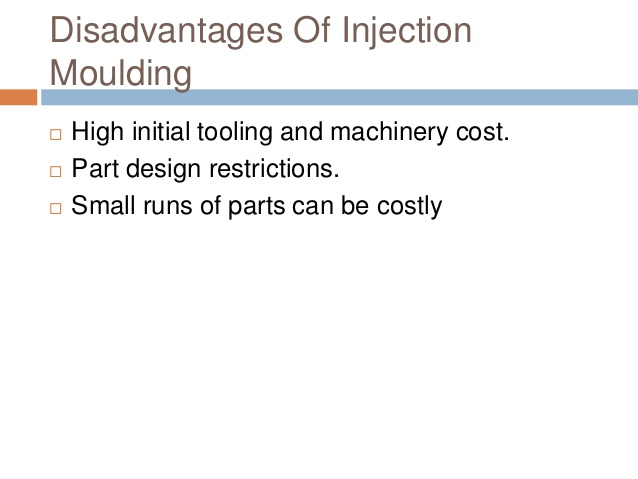 Disadvantages Of Injection
Moulding
High initial tooling and machinery cost.
Part design restrictions.
Small runs of parts can be costly